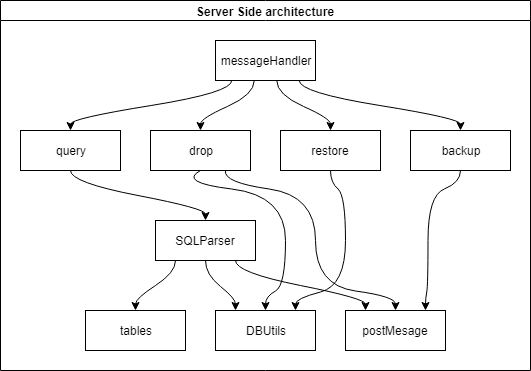 Server Side architecture
messageHandler
query
drop
restore
backup
SQLParser
tables
DBUtils
postMesage